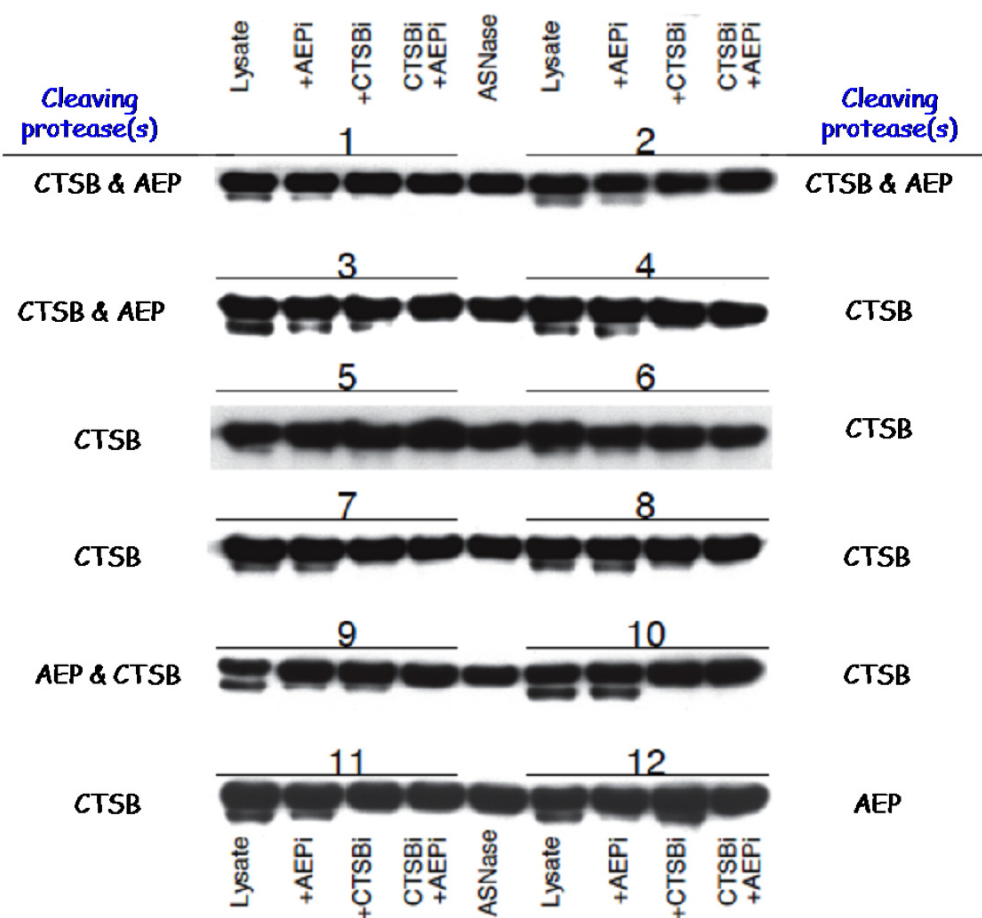 Lysate +AEPi +CTSBi CTSBi +AEPi ASNase Lysate +AEPi +CTSBi CTSBi +AEPi
Cleaving protease(s)
Cleaving protease(s)
1 2
CTSB & AEP CTSB & AEP
3 4
CTSB & AEP CTSB
5 6
CTSB CTSB
7 8
CTSB CTSB
9 10
AEP & CTSB CTSB
11 12
CTSB AEP
Lysate +AEPi +CTSBi CTSBi +AEPi ASNase Lysate +AEPi +CTSBi CTSBi +AEPi